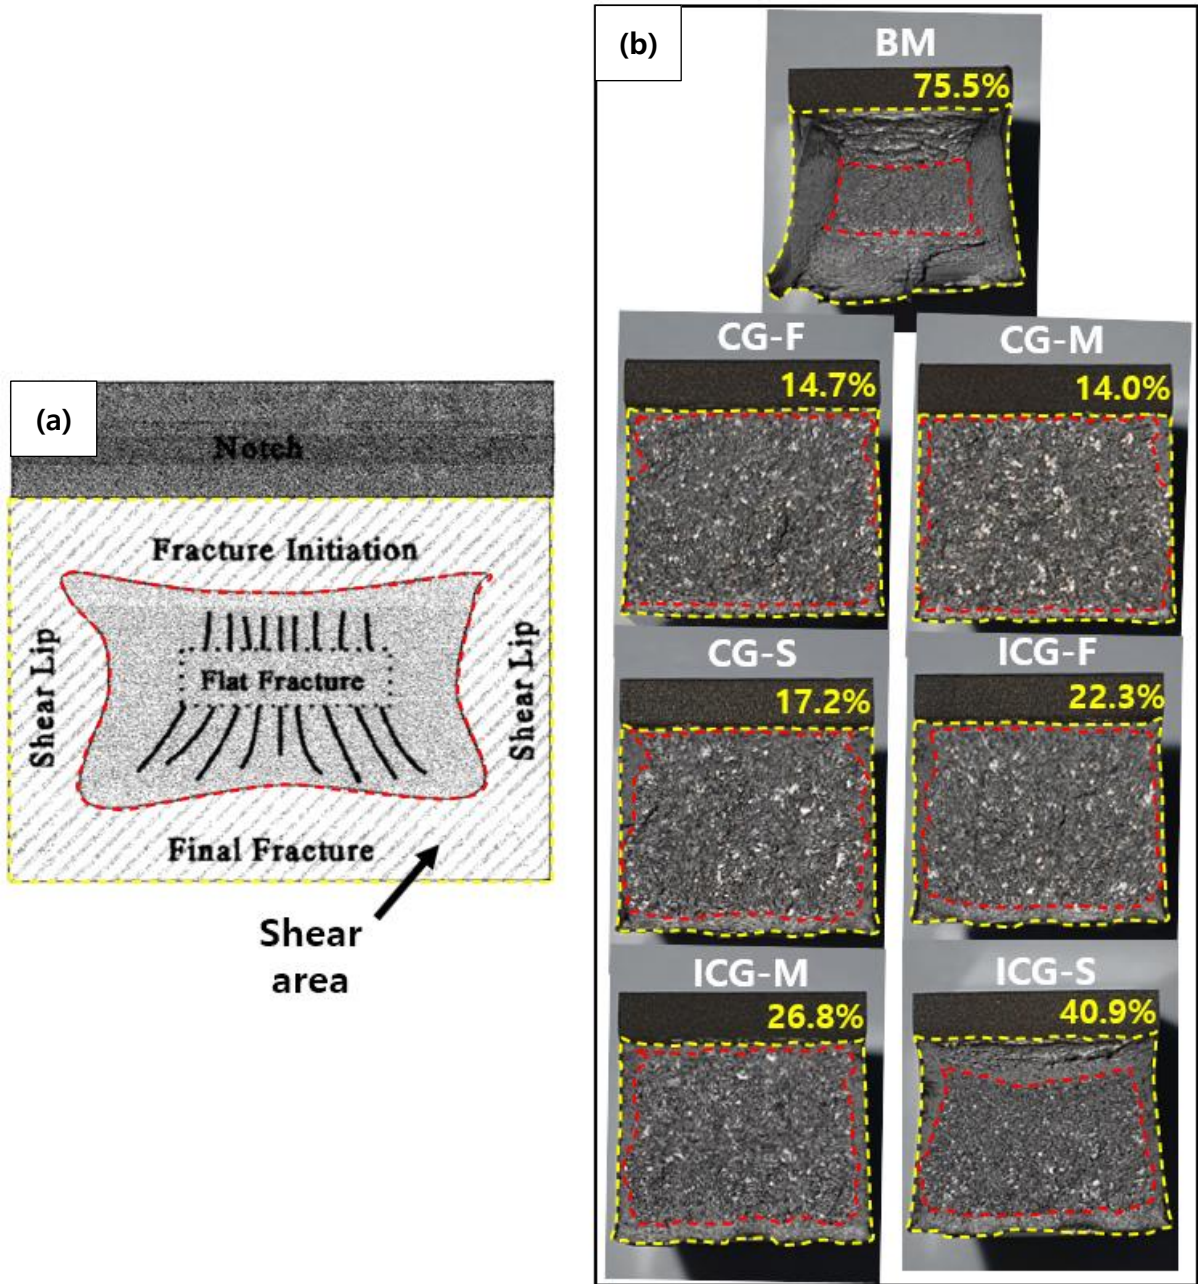 (a)
Notch
Fracture Initiation
Shear Lip
Flat Fracture
Shear Lip
Final Fracture
Shear
area
(b)
BM
75.5%
CG-F
14.7%
CG-M
14.0%
CG-S
17.2%
ICG-F
22.3%
ICG-M
26.8%
ICG-S
40.9%